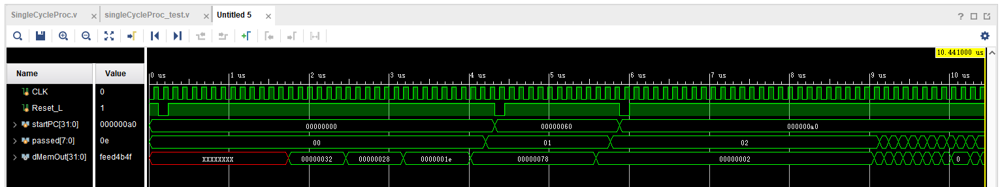 SingleCycleProc.v × singleCycleProc_test.v × Untitled 5 ×
10.441000 us
Name Value
0 us 1 us 2 us 3 us 4 us 5 us 6 us 7 us 8 us 9 us 10 us
CLK 0
Reset_L 1
startPC[31:0] 000000a0 00000000 00000060 000000a0
passed[7:0] 0e 00 01 02
dMemOut[31:0] feed4b4f XXXXXXXX 00000032 00000028 0000001e 00000078 00000002 0